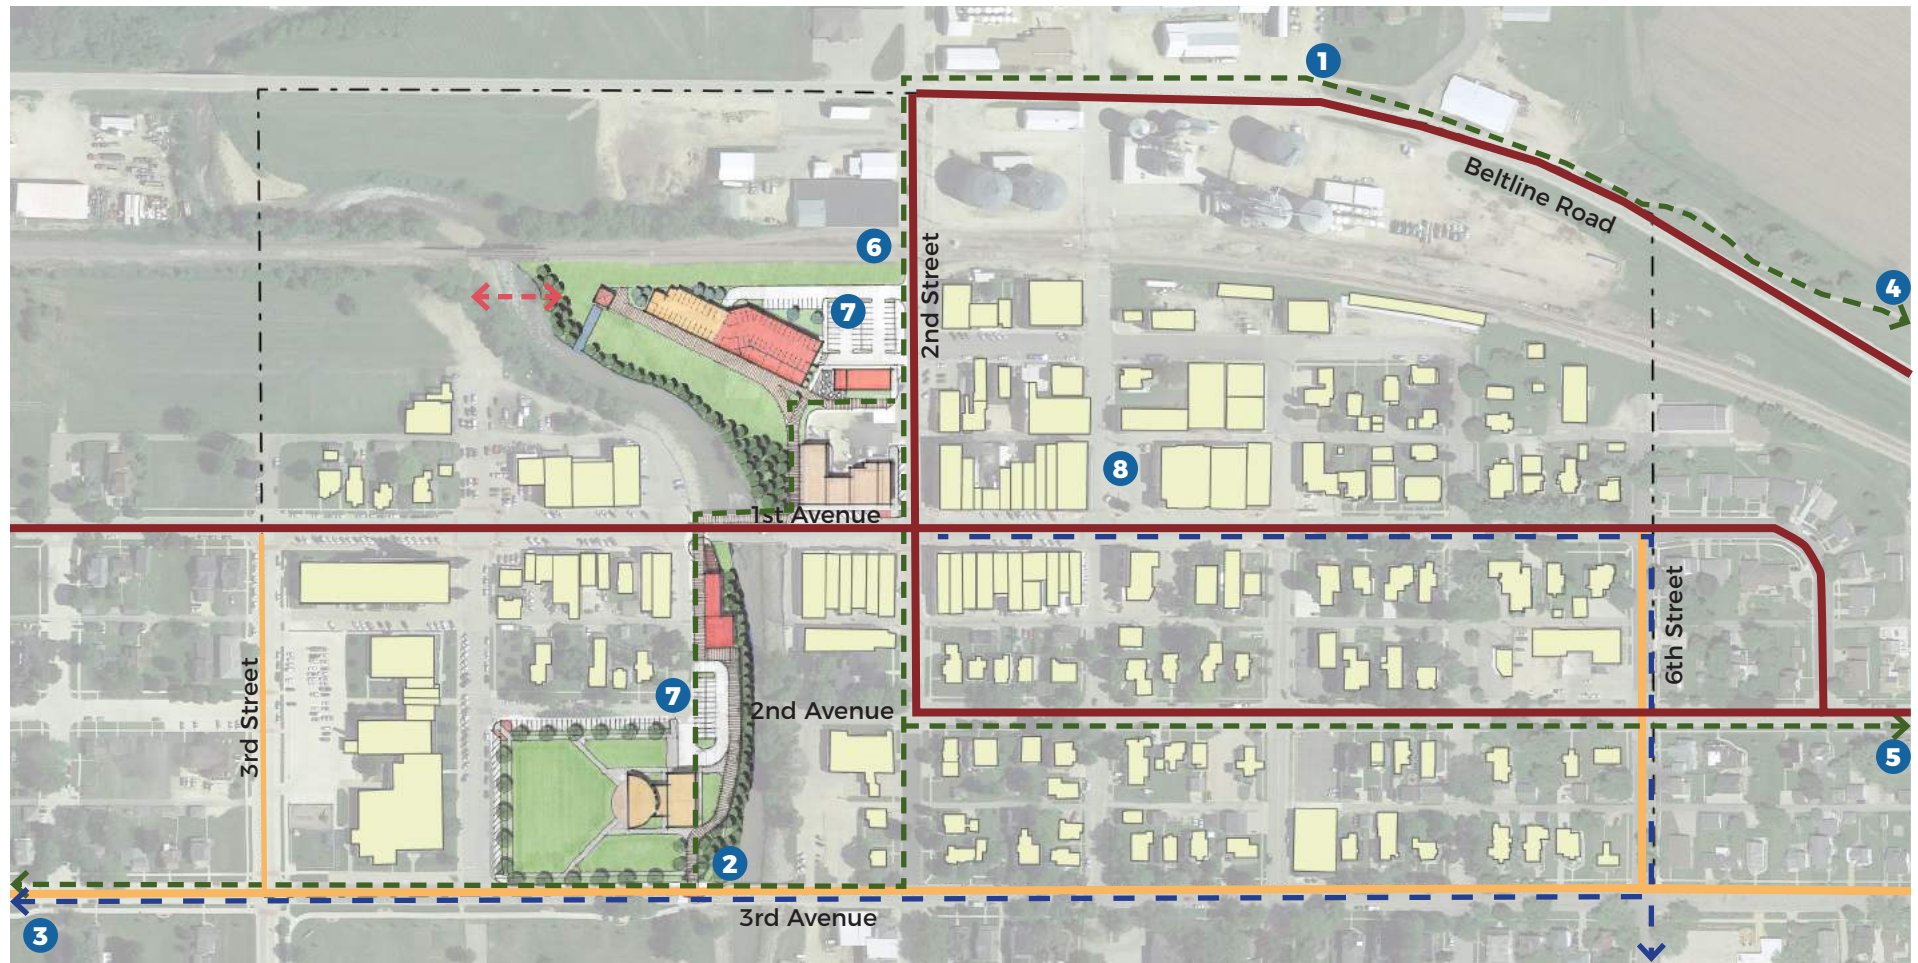 1
Beltline Road
6
4
7
2nd Street
8
1st Avenue
6th Street
3rd Street
7
2nd Avenue
5
2
3rd Avenue
3